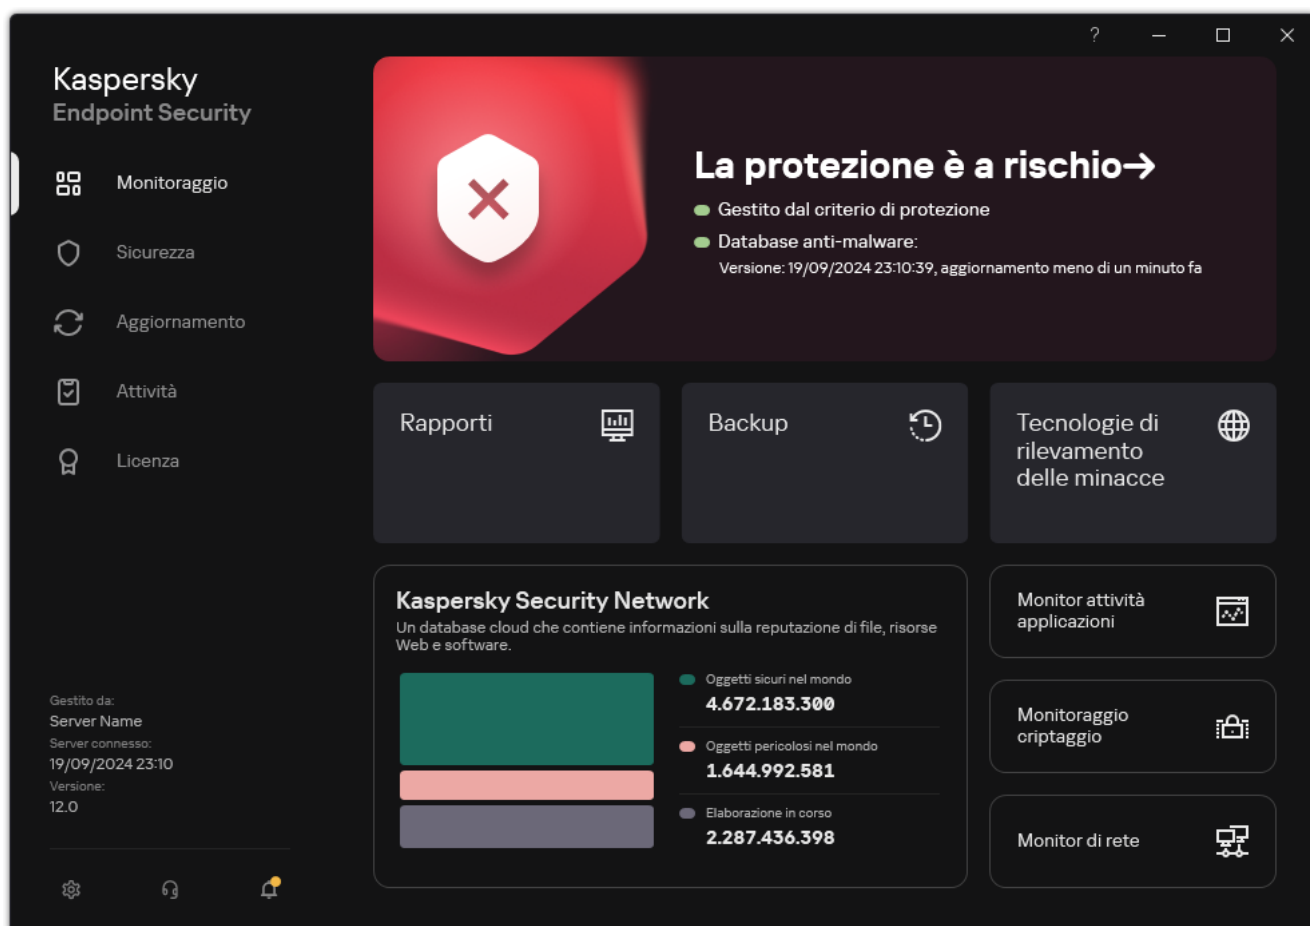 ?
Kaspersky
Endpoint Security
Monitoraggio
Sicurezza
Aggiornamento
Attività
Licenza
Gestito da:
Server Name
Server connesso:
19/09/2024 23:10
Versione:
12.0
La protezione è a rischio→
Gestito dal criterio di protezione
Database anti-malware:
Versione: 19/09/2024 23:10:39, aggiornamento meno di un minuto fa
Rapporti
Backup
Tecnologie di
rilevamento
delle minacce
Kaspersky Security Network
Un database cloud che contiene informazioni sulla reputazione di file, risorse
Web e software.
Oggetti sicuri nel mondo
4.672.183.300
Oggetti pericolosi nel mondo
1.644.992.581
Elaborazione in corso
2.287.436.398
Monitor attività
applicazioni
Monitoraggio
criptaggio
Monitor di rete